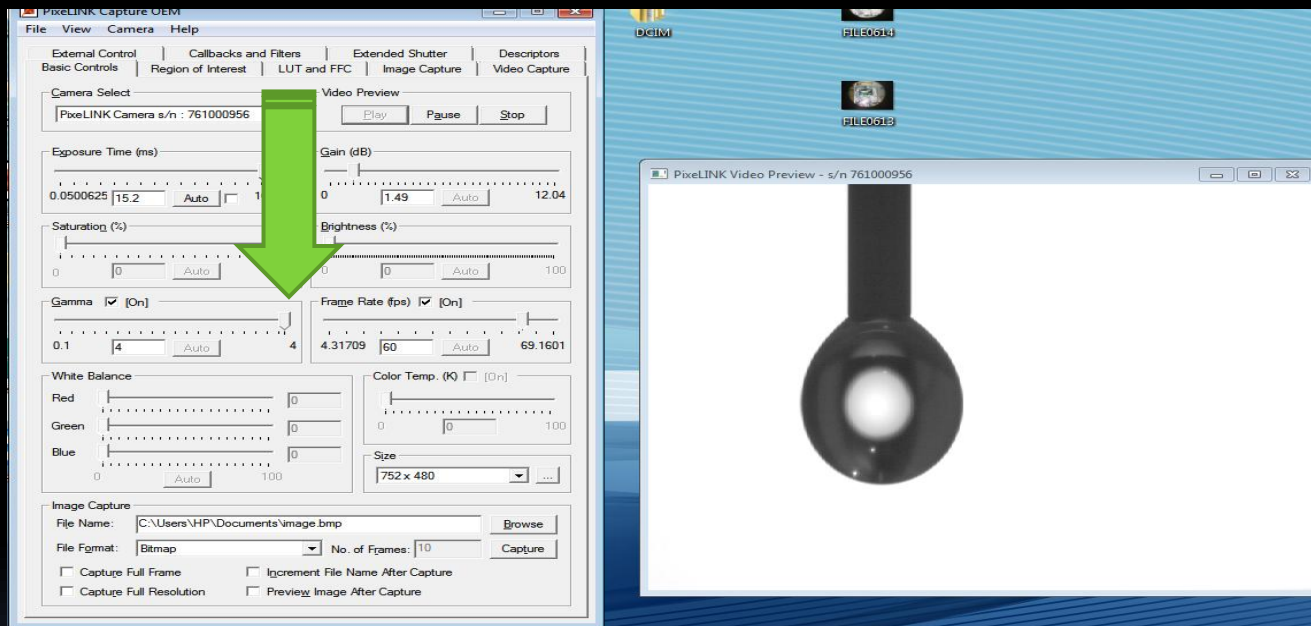 PixeLINK Capture OEM
File View Camera Help
External Control Callbacks and Filters Extended Shutter Descriptors
Basic Controls Region of Interest LUT and FFC Image Capture Video Capture
Camera Select
PixeLINK Camera s/n : 761000956
Video Preview
Play Pause Stop
Exposure Time (ms)
0.0500625 15.2 Auto
Gain (dB)
0 1.49 Auto 12.04
Saturation (%)
0 0 Auto
Brightness (%)
0 0 Auto 100
Gamma [On]
0.1 4 Auto 4
Frame Rate (fps) [On]
4.31709 60 Auto 69.1601
White Balance
Red 0
Green 0
Blue 0
0 Auto 100
Color Temp. (K) [On]
0 0 100
Size
752 x 480 ...
Image Capture
File Name: C:\Users\HP\Documents\image.bmp Browse
File Format: Bitmap No. of Frames: 10 Capture
Capture Full Frame Increment File Name After Capture
Capture Full Resolution Preview Image After Capture
DCIM
FILE0614
FILE0613
PixeLINK Video Preview - s/n 761000956